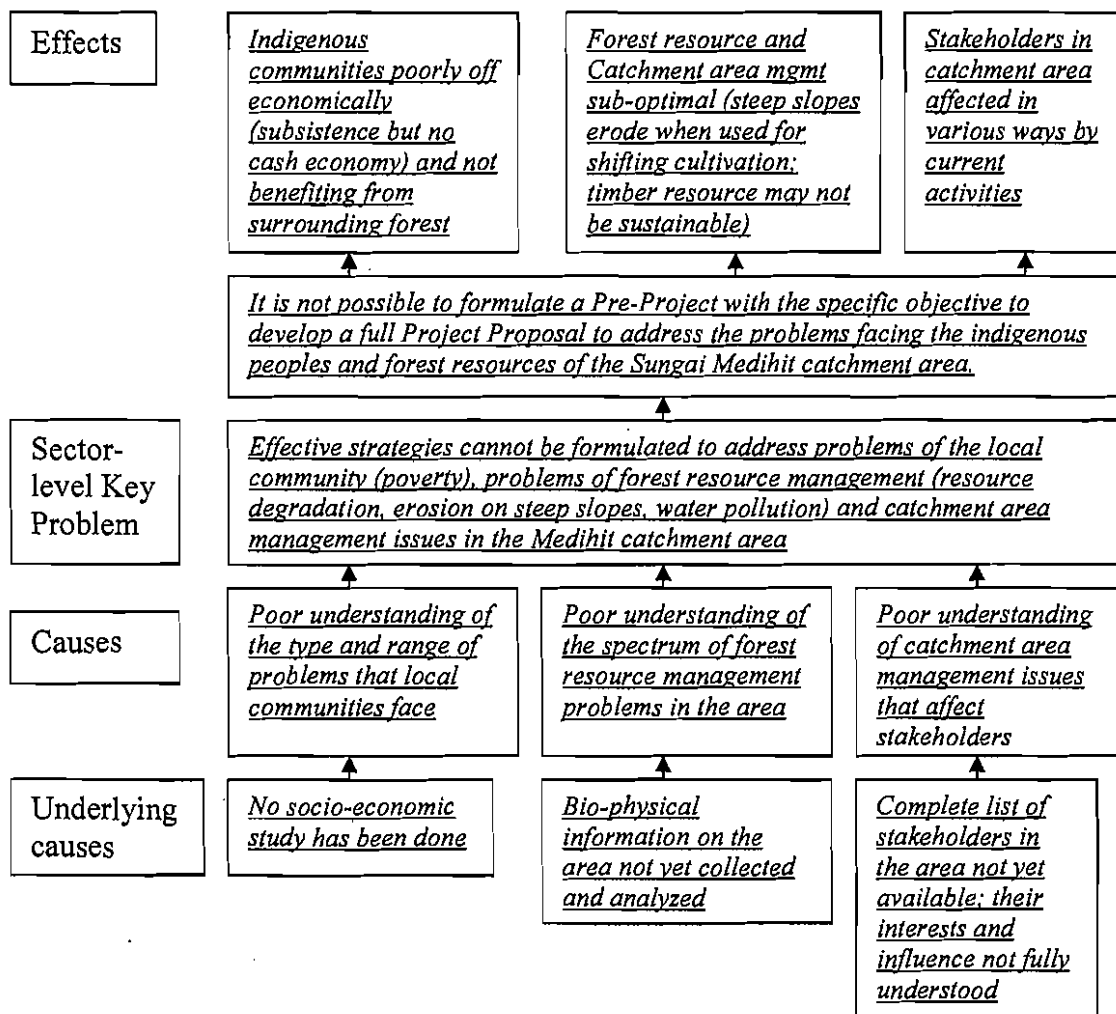 Effects
Indigenous
communities poorly off
economically
(subsistence but no
cash economy) and not
benefiting from
surrounding forest
Forest resource and
Catchment area mgmt
sub-optimal (steep slopes
erode when used for
shifting cultivation;
timber resource may not
be sustainable)
Stakeholders in
catchment area
affected in
various ways by
current
activities
It is not possible to formulate a Pre-Project with the specific objective to
develop a full Project Proposal to address the problems facing the indigenous
peoples and forest resources of the Sungai Medihit catchment area.
Sector-
level Key
Problem
Effective strategies cannot be formulated to address problems of the local
community (poverty), problems of forest resource management (resource
degradation, erosion on steep slopes, water pollution) and catchment area
management issues in the Medihit catchment area
Causes
Poor understanding of
the type and range of
problems that local
communities face
Poor understanding of
the spectrum of forest
resource management
problems in the area
Poor understanding
of catchment area
management issues
that affect
stakeholders
Underlying
causes
No socio-economic
study has been done
Bio-physical
information on the
area not yet collected
and analyzed
Complete list of
stakeholders in
the area not yet
available; their
interests and
influence not fully
understood